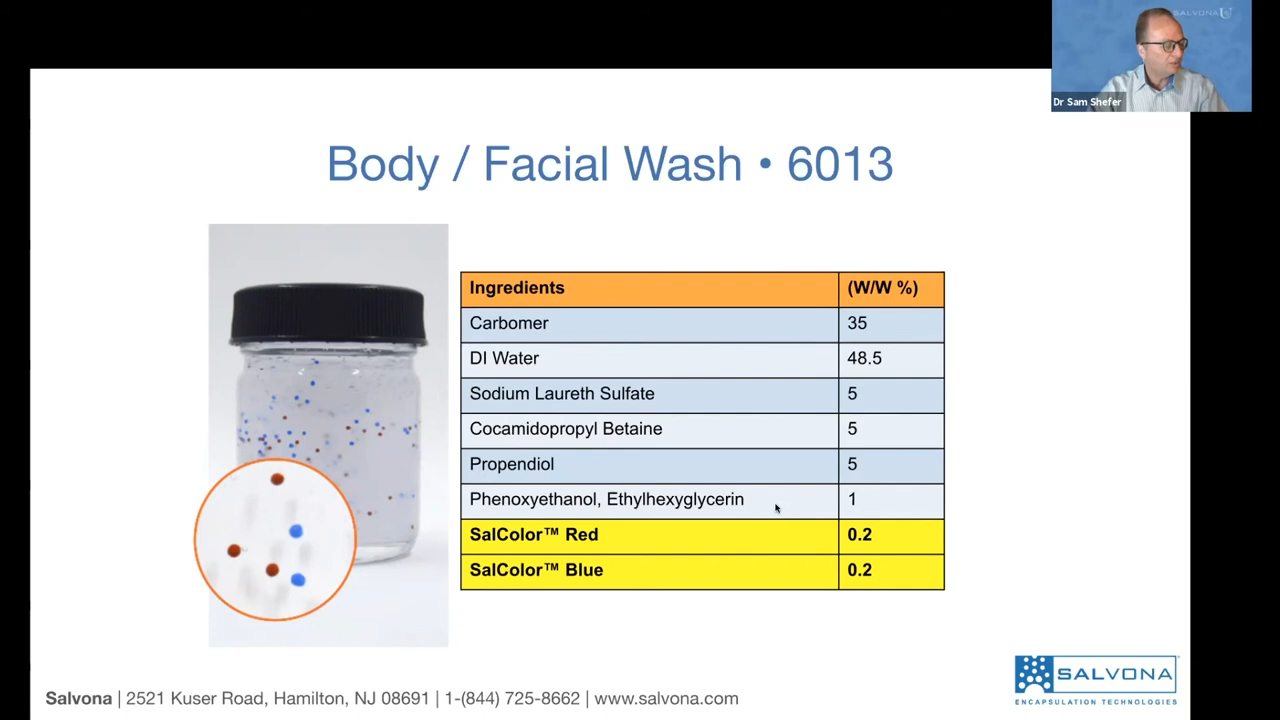 SALVONA U
Dr Sam Shefer
Body / Facial Wash • 6013
Ingredients (W/W %)
Carbomer 35
DI Water 48.5
Sodium Laureth Sulfate 5
Cocamidopropyl Betaine 5
Propendiol 5
Phenoxyethanol, Ethylhexyglycerin 1
SalColor™ Red 0.2
SalColor™ Blue 0.2
SALVONA
ENCAPSULATION TECHNOLOGIES
Salvona | 2521 Kuser Road, Hamilton, NJ 08691 | 1-(844) 725-8662 | www.salvona.com